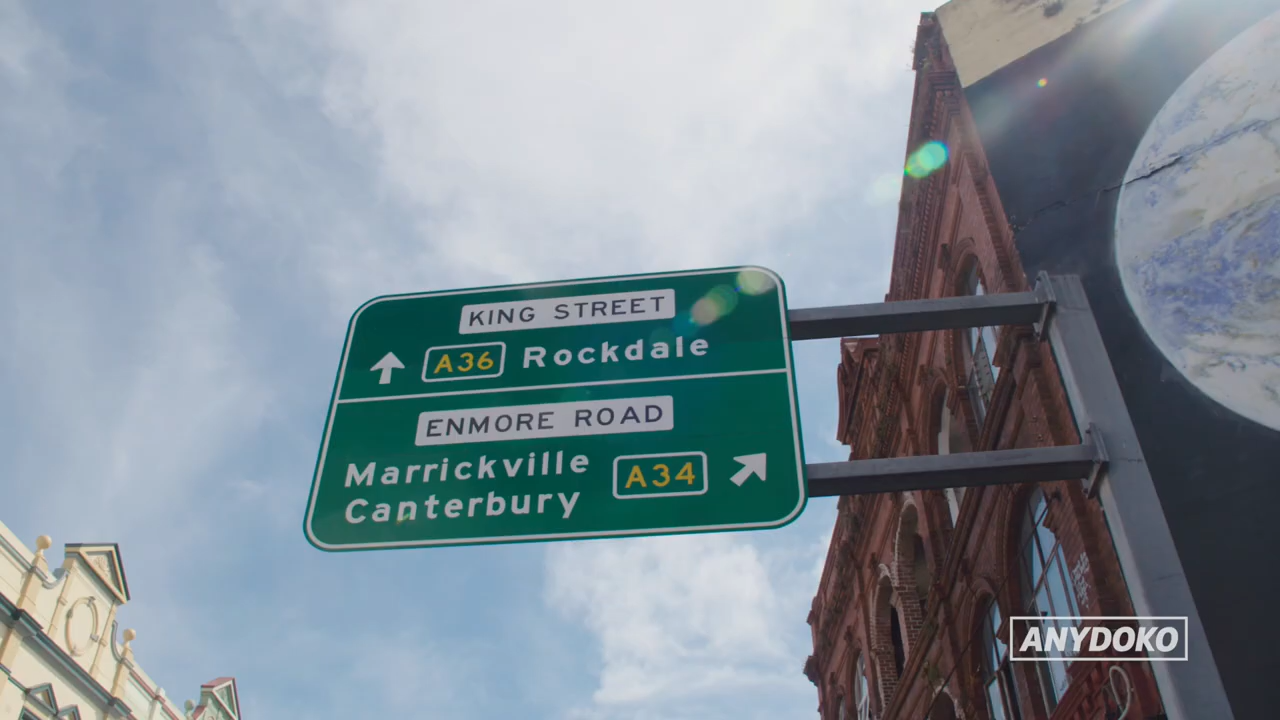 KING STREET
A36 Rockdale
ENMORE ROAD
Marrickville A34
Canterbury
ANYDOKO